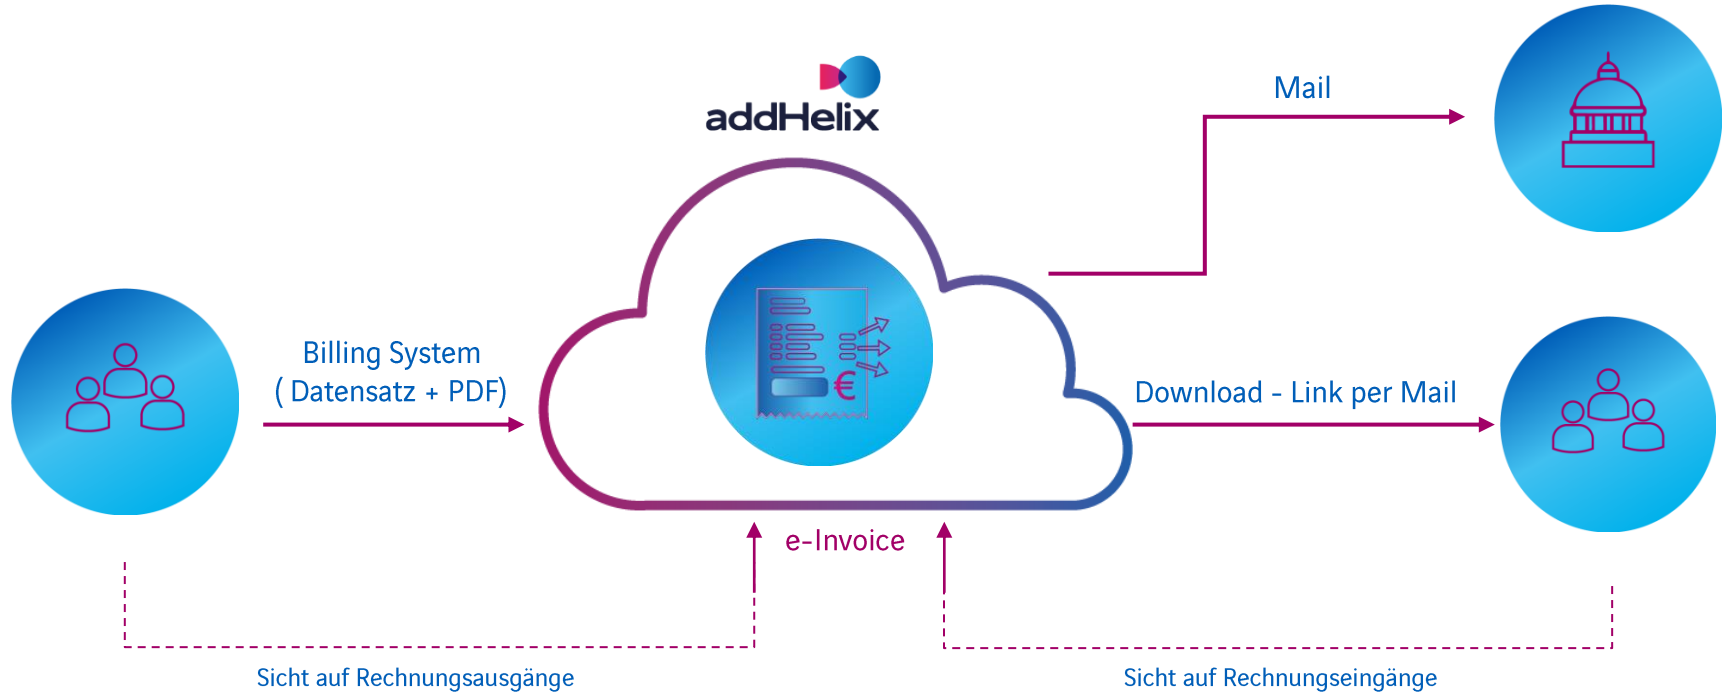 addHelix
Mail
Billing System
( Datensatz + PDF)
€
Download - Link per Mail
e-Invoice
Sicht auf Rechnungsausgänge
Sicht auf Rechnungseingänge